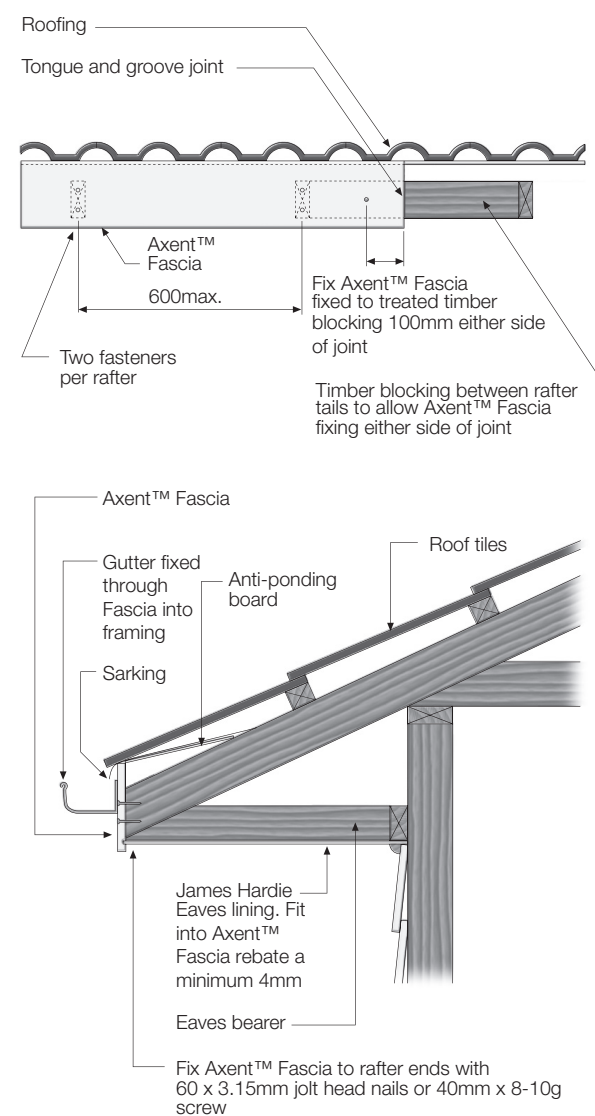 Roofing
Tongue and groove joint
Axent™
Fascia
600max.
Fix Axent™ Fascia
fixed to treated timber
blocking 100mm either side
of joint
Two fasteners
per rafter
Timber blocking between rafter
tails to allow Axent™ Fascia
fixing either side of joint
Axent™ Fascia
Roof tiles
Gutter fixed
through
Fascia into
framing
Anti-ponding
board
Sarking
James Hardie
Eaves lining. Fit
into Axent™
Fascia rebate a
minimum 4mm
Eaves bearer
Fix Axent™ Fascia to rafter ends with
60 x 3.15mm jolt head nails or 40mm x 8-10g
screw